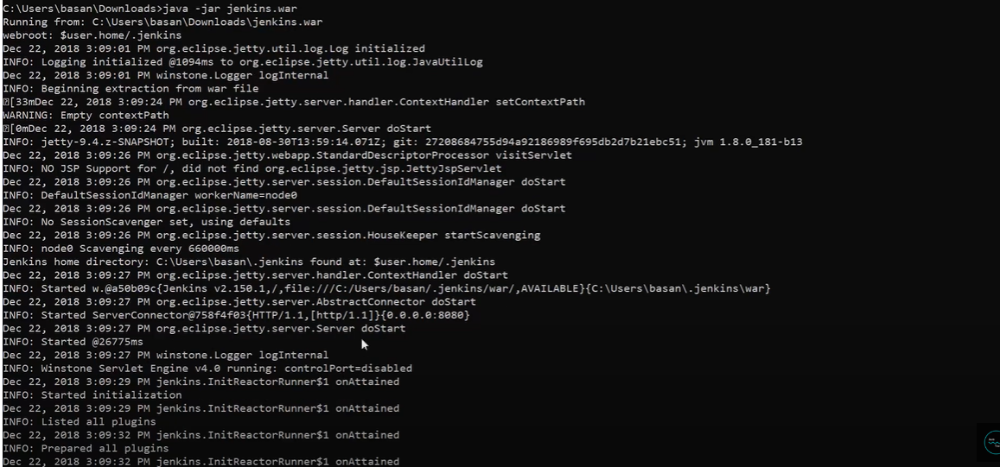 C:\Users\basan\Downloads>java -jar jenkins.war
Running from: C:\Users\basan\Downloads\jenkins.war
webroot: $user.home/.jenkins
Dec 22, 2018 3:09:01 PM org.eclipse.jetty.util.log.Log initialized
INFO: Logging initialized @1094ms to org.eclipse.jetty.util.log.JavaUtilLog
Dec 22, 2018 3:09:01 PM winstone.Logger logInternal
INFO: Beginning extraction from war file
[33mDec 22, 2018 3:09:24 PM org.eclipse.jetty.server.handler.ContextHandler setContextPath
WARNING: Empty contextPath
[0mDec 22, 2018 3:09:24 PM org.eclipse.jetty.server.Server doStart
INFO: jetty-9.4.z-SNAPSHOT; built: 2018-08-30T13:59:14.071Z; git: 27208684755d94a92186989f695db2d7b21ebc51; jvm 1.8.0_181-b13
Dec 22, 2018 3:09:26 PM org.eclipse.jetty.webapp.StandardDescriptorProcessor visitServlet
INFO: NO JSP Support for /, did not find org.eclipse.jetty.jsp.JettyJspServlet
Dec 22, 2018 3:09:26 PM org.eclipse.jetty.server.session.DefaultSessionIdManager doStart
INFO: DefaultSessionIdManager workerName=node0
Dec 22, 2018 3:09:26 PM org.eclipse.jetty.server.session.DefaultSessionIdManager doStart
INFO: No SessionScavenger set, using defaults
Dec 22, 2018 3:09:26 PM org.eclipse.jetty.server.session.HouseKeeper startScavenging
INFO: node0 Scavenging every 660000ms
Jenkins home directory: C:\Users\basan\.jenkins found at: $user.home/.jenkins
Dec 22, 2018 3:09:27 PM org.eclipse.jetty.server.handler.ContextHandler doStart
INFO: Started w.@a50b09c{Jenkins v2.150.1,/,file:///C:/Users/basan/.jenkins/war/,AVAILABLE}{C:\Users\basan\.jenkins\war}
Dec 22, 2018 3:09:27 PM org.eclipse.jetty.server.AbstractConnector doStart
INFO: Started ServerConnector@758f4f03{HTTP/1.1,[http/1.1]}{0.0.0.0:8080}
Dec 22, 2018 3:09:27 PM org.eclipse.jetty.server.Server doStart
INFO: Started @26775ms
Dec 22, 2018 3:09:27 PM winstone.Logger logInternal
INFO: Winstone Servlet Engine v4.0 running: controlPort=disabled
Dec 22, 2018 3:09:29 PM jenkins.InitReactorRunner$1 onAttained
INFO: Started initialization
Dec 22, 2018 3:09:29 PM jenkins.InitReactorRunner$1 onAttained
INFO: Listed all plugins
Dec 22, 2018 3:09:32 PM jenkins.InitReactorRunner$1 onAttained
INFO: Prepared all plugins
Dec 22, 2018 3:09:32 PM jenkins.InitReactorRunner$1 onAttained